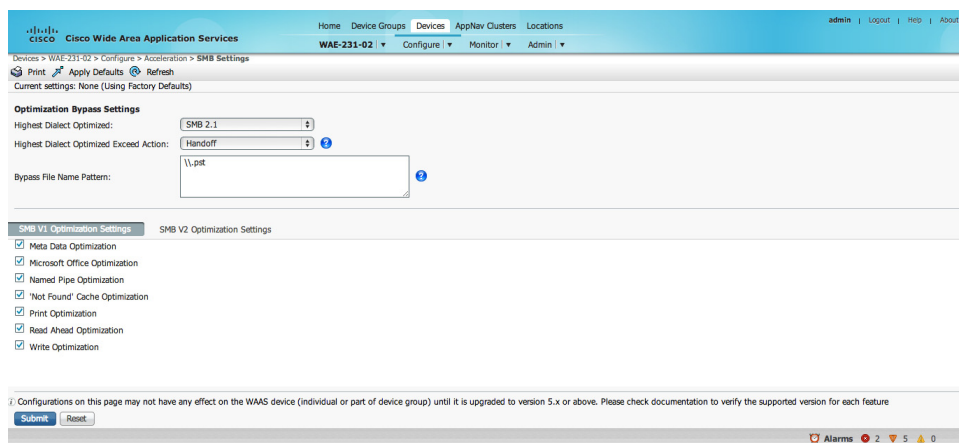 admin | Logout | Help | About
cisco Cisco Wide Area Application Services
Home Device Groups Devices AppNav Clusters Locations
WAE-231-02 Configure Monitor Admin
Devices > WAE-231-02 > Configure > Acceleration > SMB Settings
Print Apply Defaults Refresh
Current settings: None (Using Factory Defaults)
Optimization Bypass Settings
Highest Dialect Optimized: SMB 2.1
Highest Dialect Optimized Exceed Action: Handoff ?
Bypass File Name Pattern: \\.pst ?
SMB V1 Optimization Settings SMB V2 Optimization Settings
Meta Data Optimization
Microsoft Office Optimization
Named Pipe Optimization
'Not Found' Cache Optimization
Print Optimization
Read Ahead Optimization
Write Optimization
i Configurations on this page may not have any effect on the WAAS device (individual or part of device group) until it is upgraded to version 5.x or above. Please check documentation to verify the supported version for each feature
Submit Reset
Alarms 2 5 0